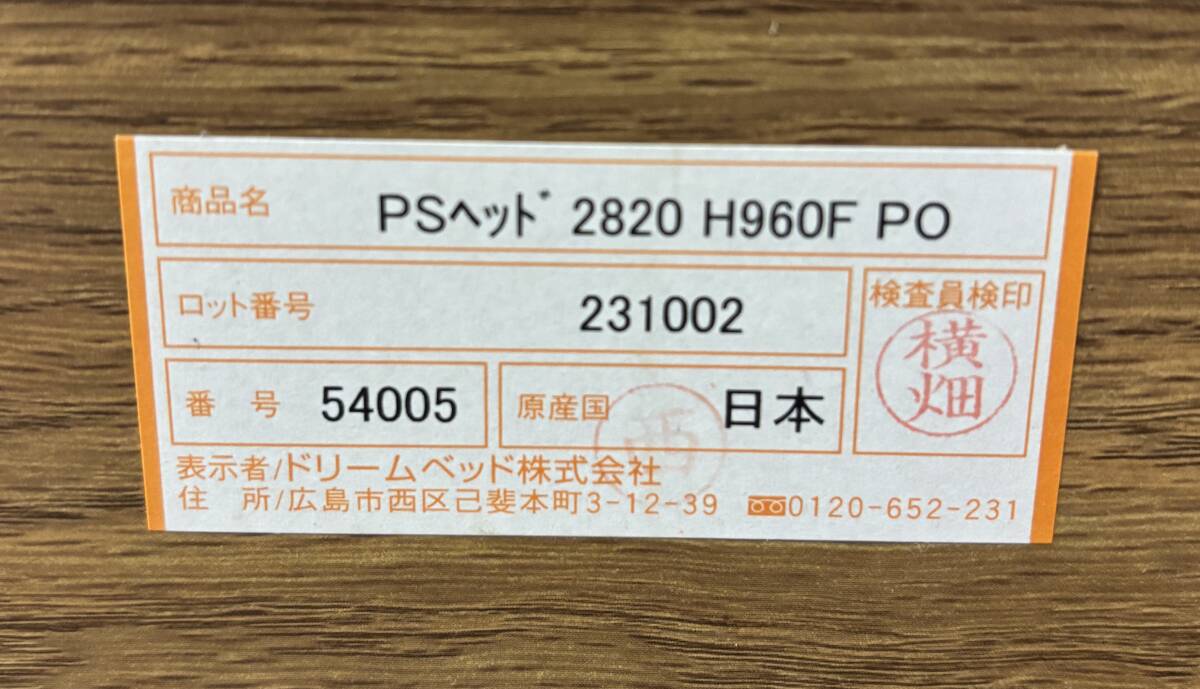 商品名 PSヘッド 2820 H960F PO
ロット番号 231002
検査員検印
横畑
番 号 54005 原産国 日本
西
表示者/ドリームベッド株式会社
住 所/広島市西区己斐本町3-12-39 0120-652-231